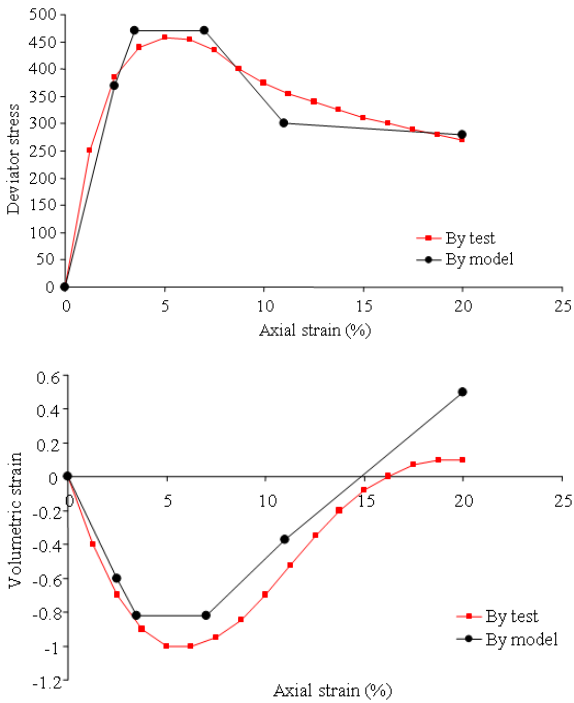 500
450
400
350
300
250
200
150
100
50
0
Deviator stress
0 5 10 15 20 25
Axial strain (%)
By test
By model
0.6
0.4
0.2
0
-0.2
-0.4
-0.6
-0.8
-1
-1.2
Volumetric strain
0 5 10 15 20 25
By test
By model
Axial strain (%)